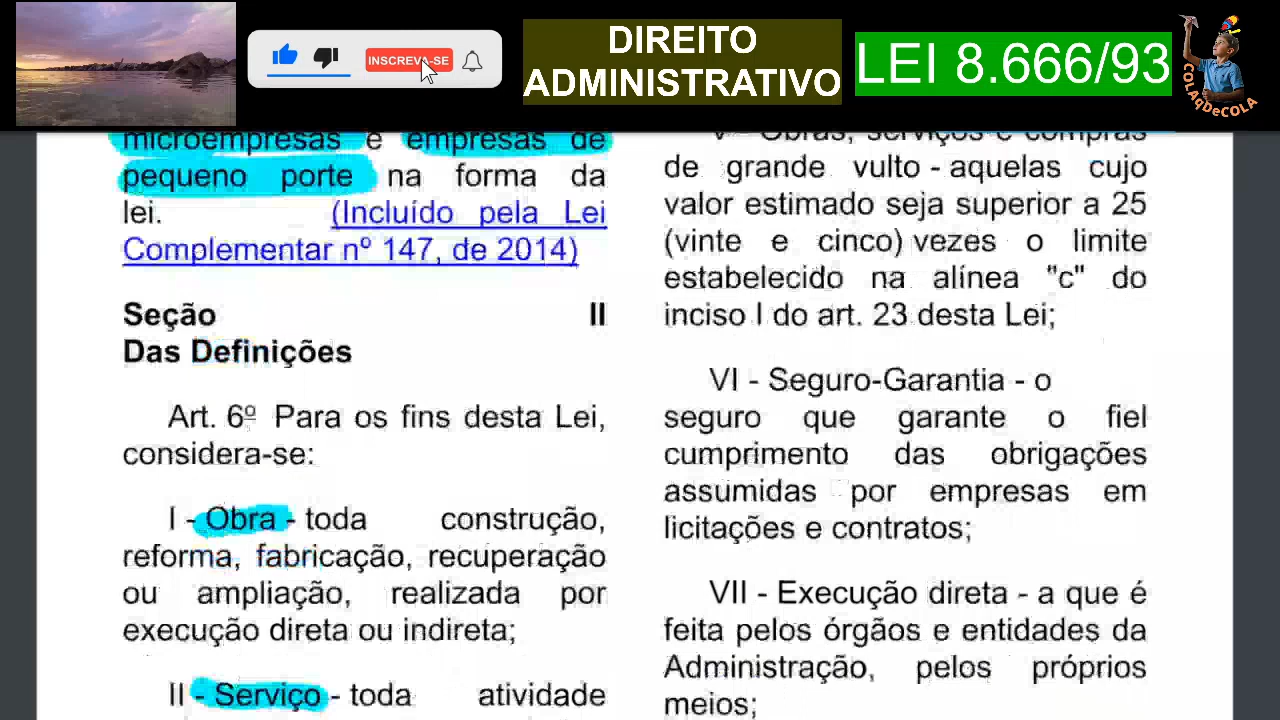 INSCREVA-SE
DIREITO
ADMINISTRATIVO
LEI 8.666/93
COLAqDeCOLA
microempresas e empresas de
pequeno porte na forma da
lei. (Incluído pela Lei
Complementar nº 147, de 2014)
Seção II
Das Definições
Art. 6º Para os fins desta Lei,
considera-se:
I - Obra - toda construção,
reforma, fabricação, recuperação
ou ampliação, realizada por
execução direta ou indireta;
II - Serviço - toda atividade
V - Obras, serviços e compras
de grande vulto - aquelas cujo
valor estimado seja superior a 25
(vinte e cinco) vezes o limite
estabelecido na alínea "c" do
inciso I do art. 23 desta Lei;
VI - Seguro-Garantia - o
seguro que garante o fiel
cumprimento das obrigações
assumidas por empresas em
licitações e contratos;
VII - Execução direta - a que é
feita pelos órgãos e entidades da
Administração, pelos próprios
meios;